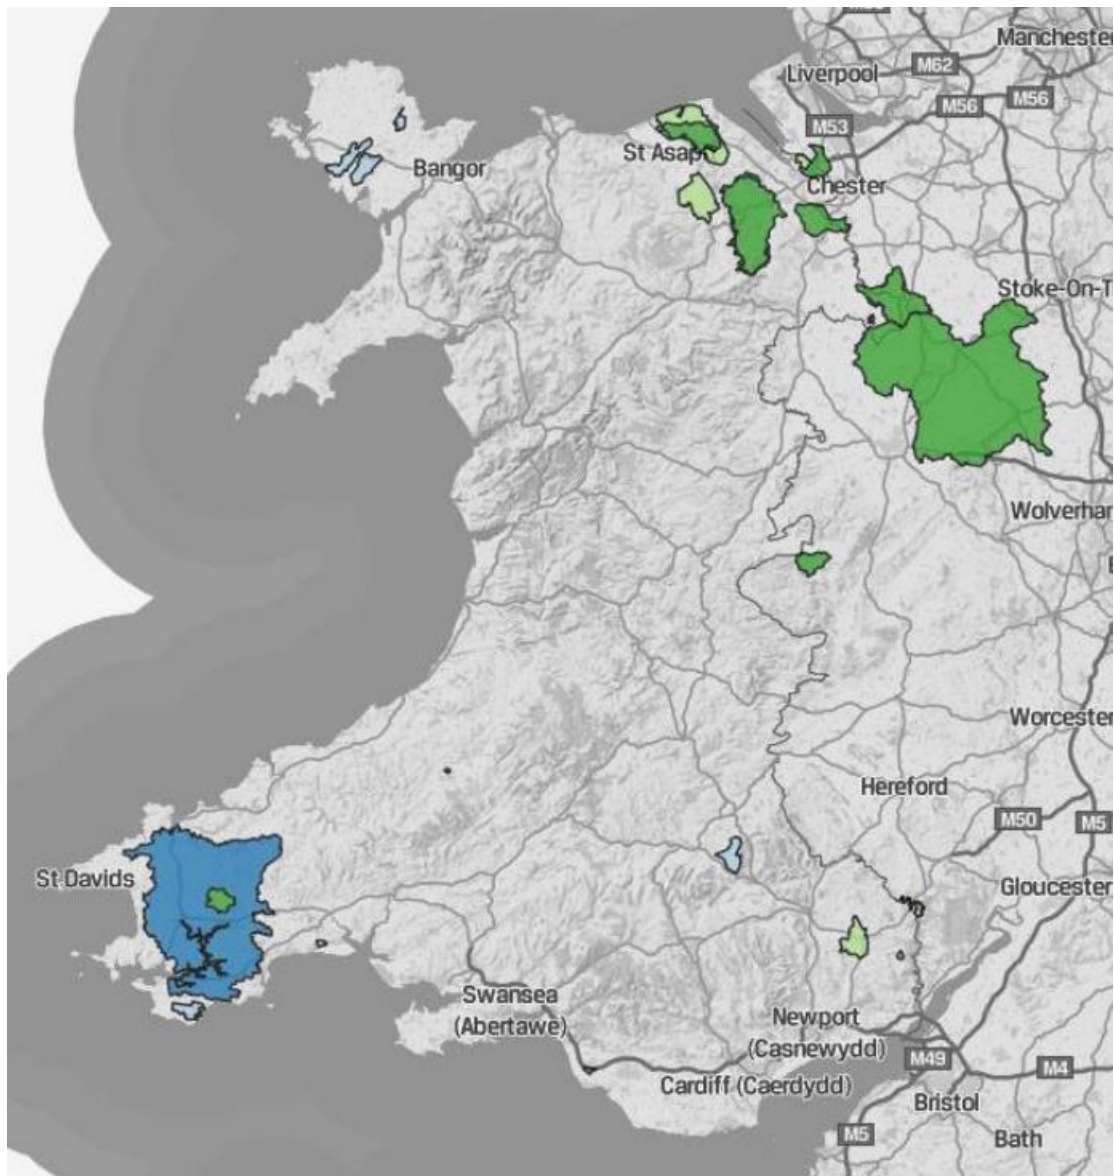 Manchester
M62
Liverpool
M56
M56
M53
Bangor
St Asap
Chester
Stoke-On-T
Wolverhar
Worcester
Hereford
M50
M5
St Davids
Gloucester
Swansea
(Abertawe)
Newport
(Casnewydd)
M49
M4
Cardiff (Caerdydd)
Bristol
M5
Bath